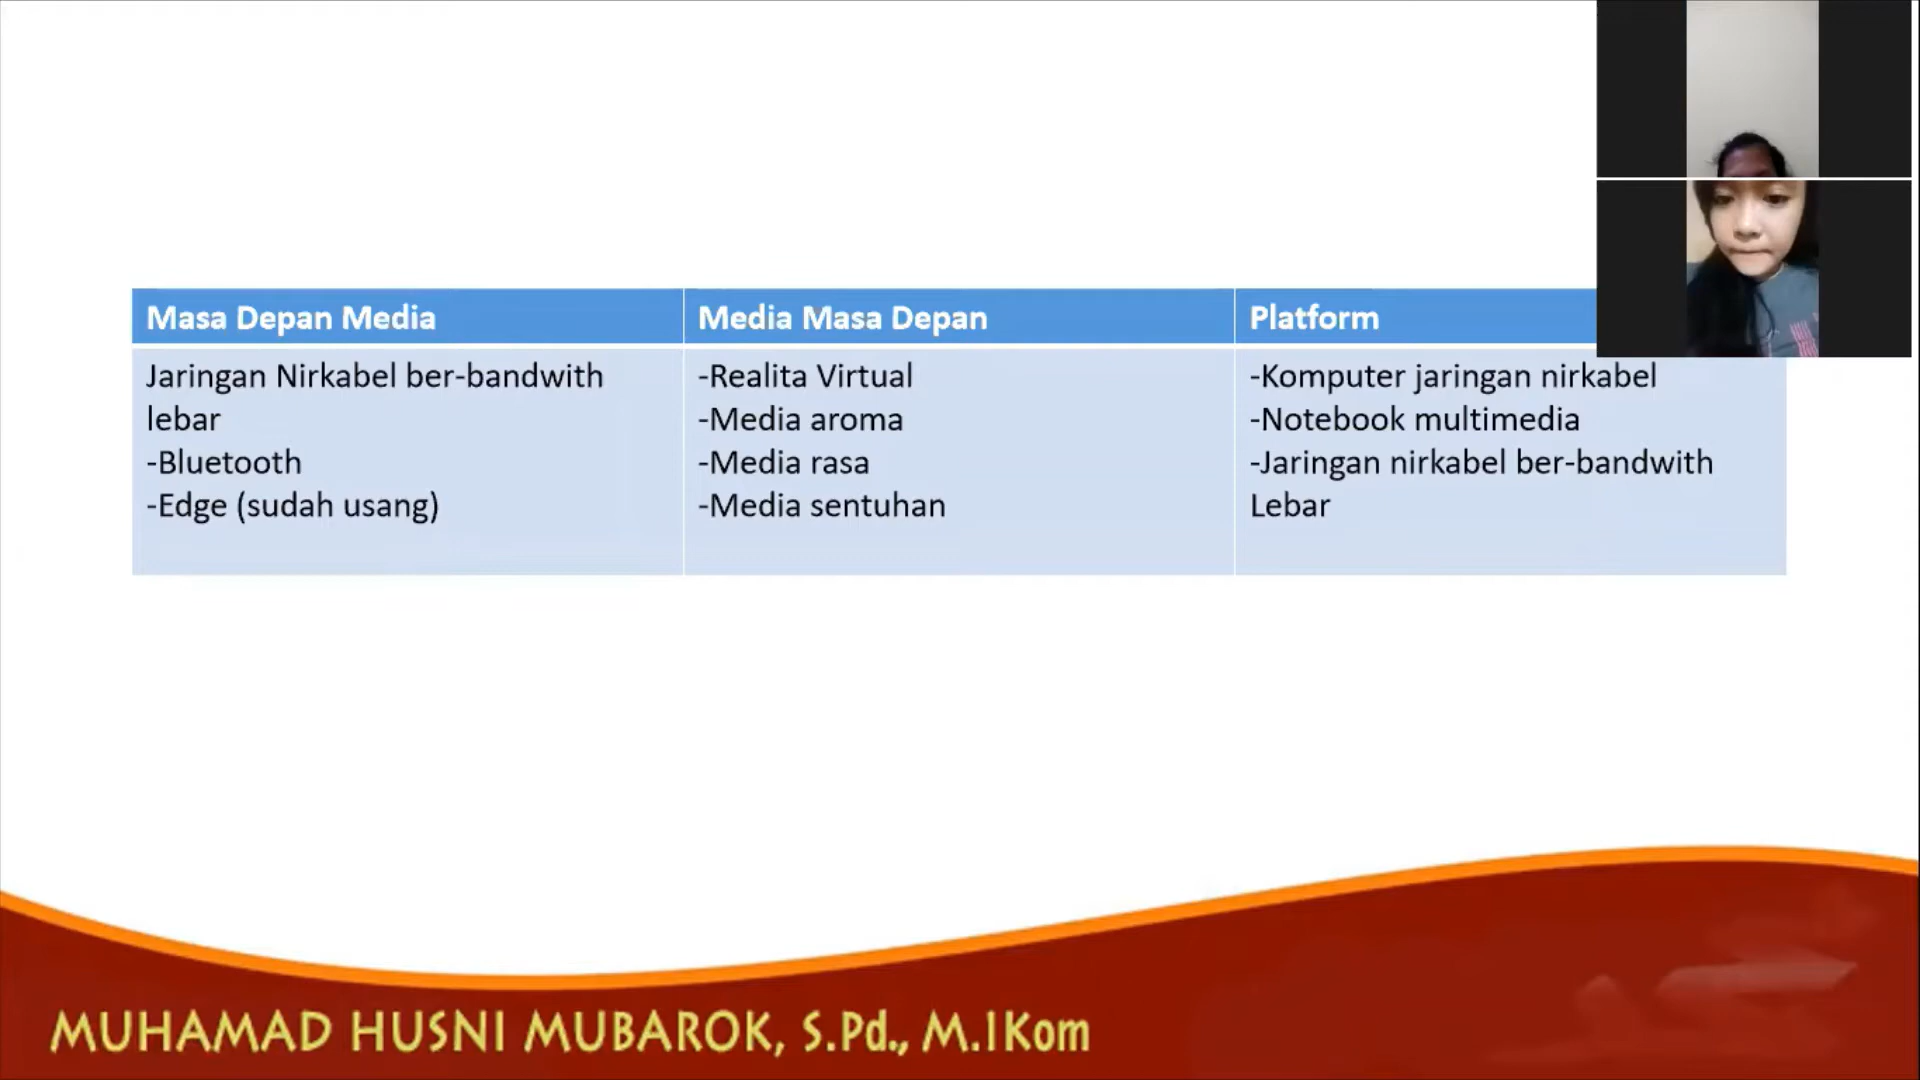 Masa Depan Media
Media Masa Depan
Platform
Jaringan Nirkabel ber-bandwith
lebar
-Bluetooth
-Edge (sudah usang)
-Realita Virtual
-Media aroma
-Media rasa
-Media sentuhan
-Komputer jaringan nirkabel
-Notebook multimedia
-Jaringan nirkabel ber-bandwith
Lebar
MUHAMAD HUSNI MUBAROK, S.Pd., M.IKom